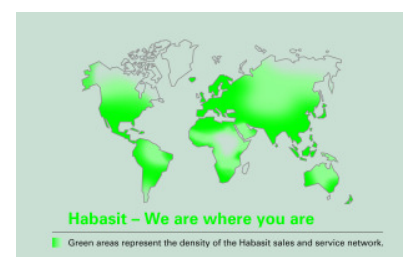 Habasit – We are where you are
Green areas represent the density of the Habasit sales and service network.